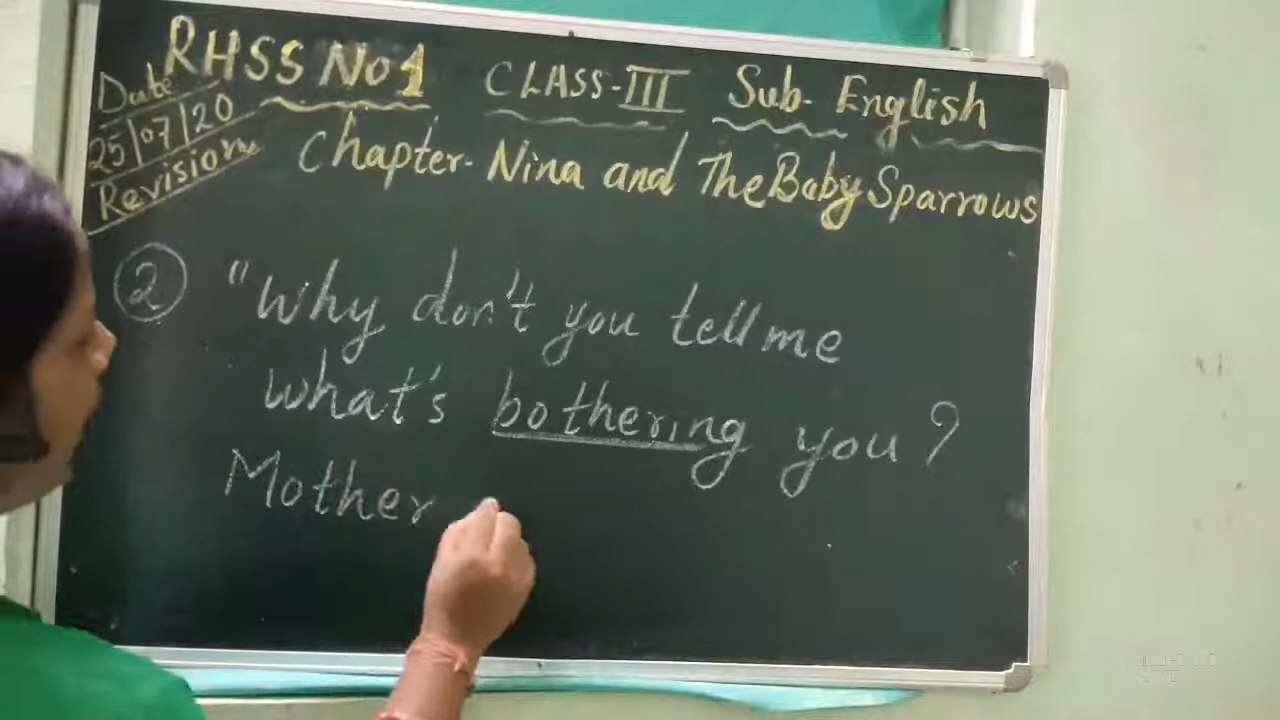 RHSS No 1 CLASS-III Sub- English
Date
25/07/20
Revision
Chapter- Nina and The Baby Sparrows
2 "Why don't you tell me
what's bothering you?
Mother